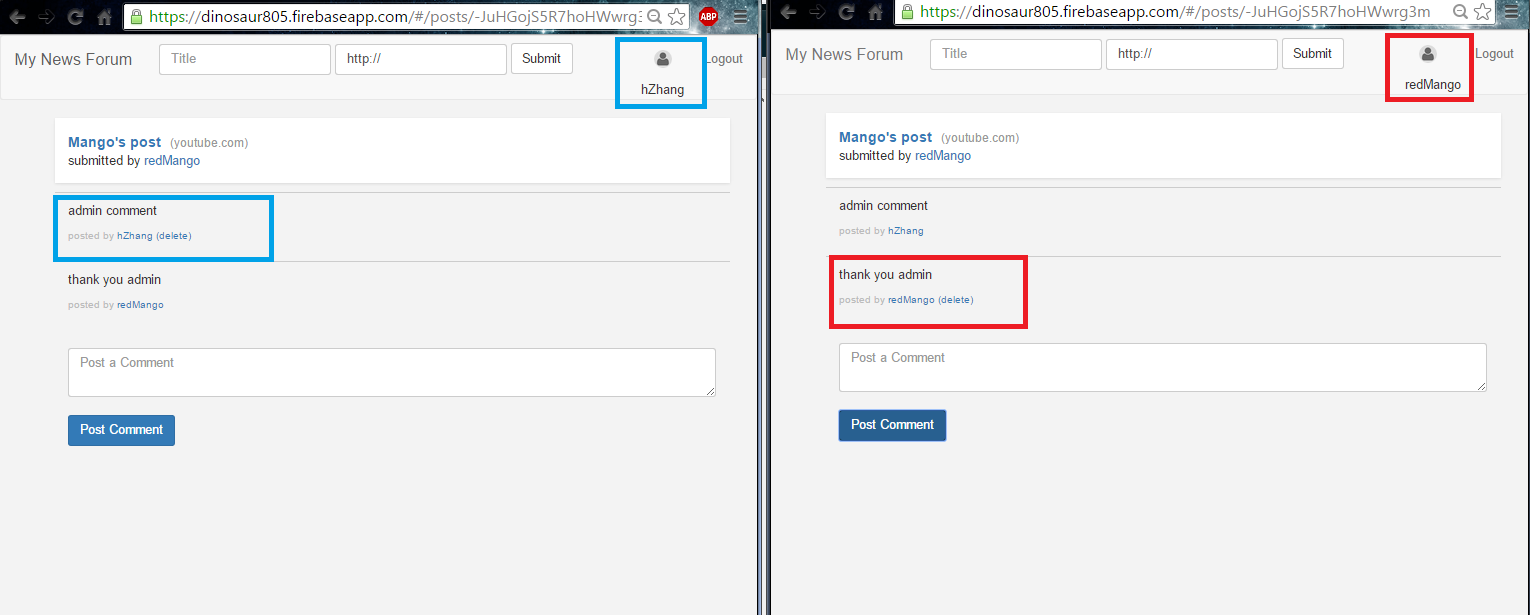 https://dinosaur805.firebaseapp.com/#/posts/-JuHGojS5R7hoHWwrg3
ABP
My News Forum Title http:// Submit Logout
hZhang
Mango's post (youtube.com)
submitted by redMango
admin comment
posted by hZhang (delete)
thank you admin
posted by redMango
Post a Comment
Post Comment
https://dinosaur805.firebaseapp.com/#/posts/-JuHGojS5R7hoHWwrg3m
My News Forum Title http:// Submit Logout
redMango
Mango's post (youtube.com)
submitted by redMango
admin comment
posted by hZhang
thank you admin
posted by redMango (delete)
Post a Comment
Post Comment